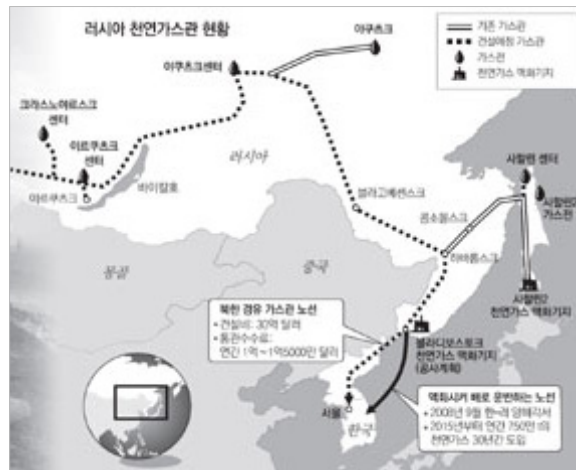 러시아 천연가스관 현황
기존 가스관
건설예정 가스관
가스전
천연가스 액화기지
야쿠츠크
야쿠츠크센터
크라스노야르스크
센터
이르쿠츠크
센터
이르쿠츠크
바이칼호
러시아
블라고베셴스크
콤소몰스크
하바롭스크
사할린 센터
사할린2
가스전
사할린2
천연가스 액화기지
몽골
중국
북한 경유 가스관 노선
• 건설비: 30억 달러
• 통관수수료:
연간 1억~1억5000만 달러
블라디보스토크
천연가스 액화기지
(공사계획)
서울
한국
액화시켜 배로 운반하는 노선
• 2008년 9월 한-러 양해각서
• 2015년부터 연간 750만 t의
천연가스 30년간 도입